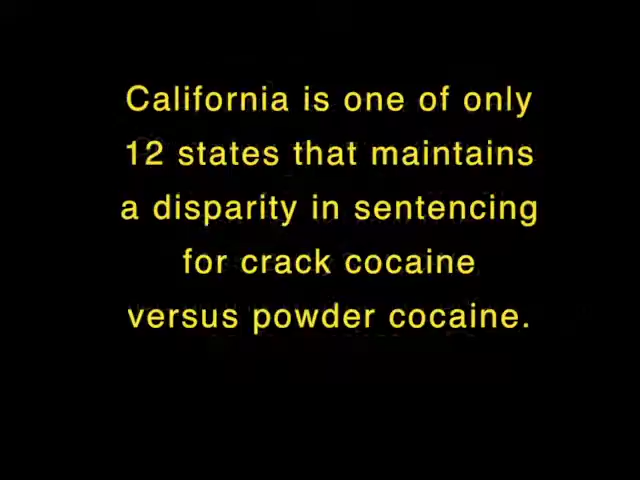 California is one of only
12 states that maintains
a disparity in sentencing
for crack cocaine
versus powder cocaine.